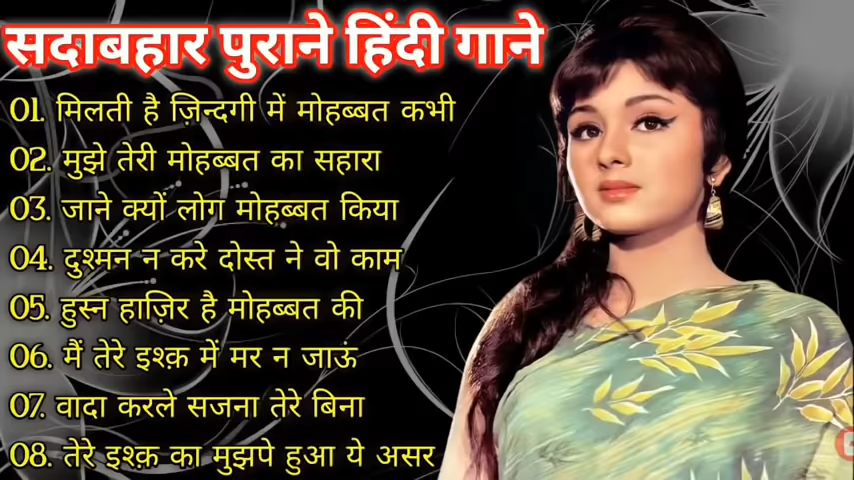 सदाबहार पुराने हिंदी गाने
01. मिलती है ज़िन्दगी में मोहब्बत कभी
02. मुझे तेरी मोहब्बत का सहारा
03. जाने क्यों लोग मोहब्बत किया
04. दुश्मन न करे दोस्त ने वो काम
05. हुस्न हाज़िर है मोहब्बत की
06. मैं तेरे इश्क़ में मर न जाऊं
07. वादा करले सजना तेरे बिना
08. तेरे इश्क़ का मुझपे हुआ ये असर